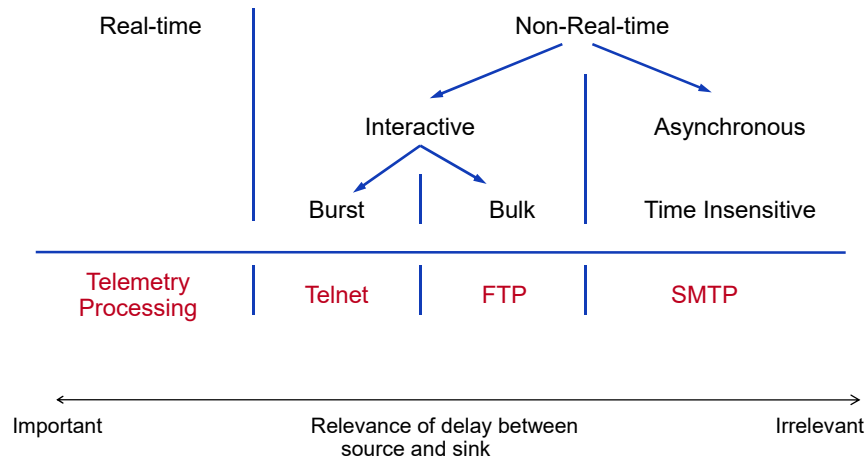 Real-time
Non-Real-time
Interactive
Asynchronous
Burst
Bulk
Time Insensitive
Telemetry
Processing
Telnet
FTP
SMTP
Important
Relevance of delay between
source and sink
Irrelevant